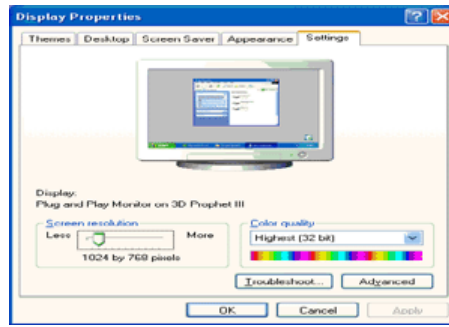 Display Properties
Themes Desktop Screen Saver Appearance Settings
Display:
Plug and Play Monitor on 3D Prophet III
Screen resolution
Less More
1024 by 768 pixels
Color quality
Highest (32 bit)
Troubleshoot... Advanced
OK Cancel Apply